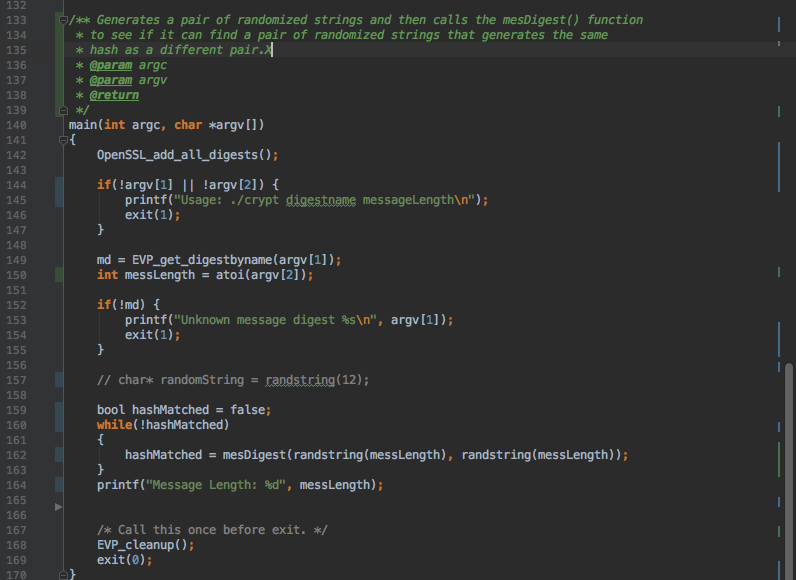 132
133 /** Generates a pair of randomized strings and then calls the mesDigest() function
134 * to see if it can find a pair of randomized strings that generates the same
135 * hash as a different pair.X
136 * @param argc
137 * @param argv
138 * @return
139 */
140 main(int argc, char *argv[])
141 {
142 OpenSSL_add_all_digests();
143
144 if(!argv[1] || !argv[2]) {
145 printf("Usage: ./crypt digestname messageLength\n");
146 exit(1);
147 }
148
149 md = EVP_get_digestbyname(argv[1]);
150 int messLength = atoi(argv[2]);
151
152 if(!md) {
153 printf("Unknown message digest %s\n", argv[1]);
154 exit(1);
155 }
156
157 // char* randomString = randstring(12);
158
159 bool hashMatched = false;
160 while(!hashMatched)
161 {
162 hashMatched = mesDigest(randstring(messLength), randstring(messLength));
163 }
164 printf("Message Length: %d", messLength);
165
166
167 /* Call this once before exit. */
168 EVP_cleanup();
169 exit(0);
170 }